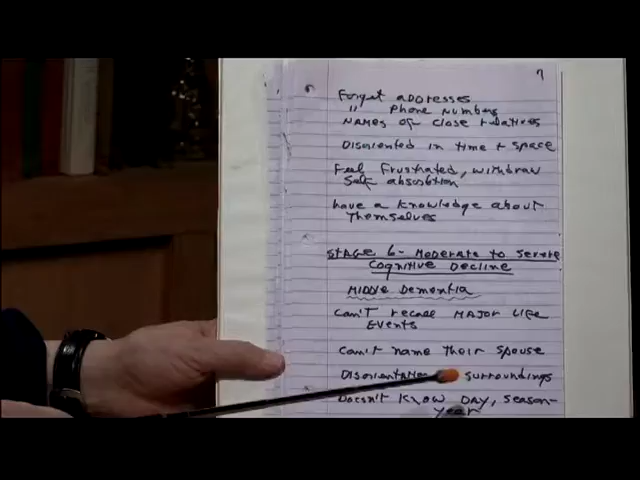 7
Forget addresses
" Phone Numbers
Names of close relatives
Disoriented in time + space
Feel Frustrated, withdraw
Self absorbtion
have a knowledge about
Themselves
STAGE 6- Moderate to Severe
Cognitive Decline
MIDDLE Dementia
Can't recall MAJOR Life
Events
Can't name their Spouse
surroundings
Doesn't Know DAY, season-
year